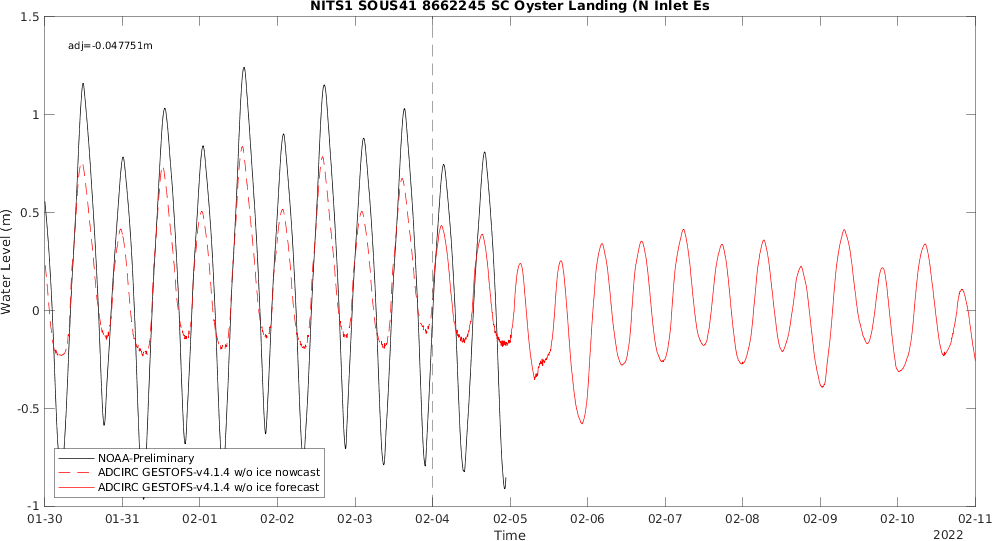 NITS1 SOUS41 8662245 SC Oyster Landing (N Inlet Es
adj=-0.047751m
1.5
1
0.5
0
-0.5
-1
Water Level (m)
NOAA-Preliminary
ADCIRC GESTOFS-v4.1.4 w/o ice nowcast
ADCIRC GESTOFS-v4.1.4 w/o ice forecast
01-30 01-31 02-01 02-02 02-03 02-04 02-05 02-06 02-07 02-08 02-09 02-10 02-11
Time
2022